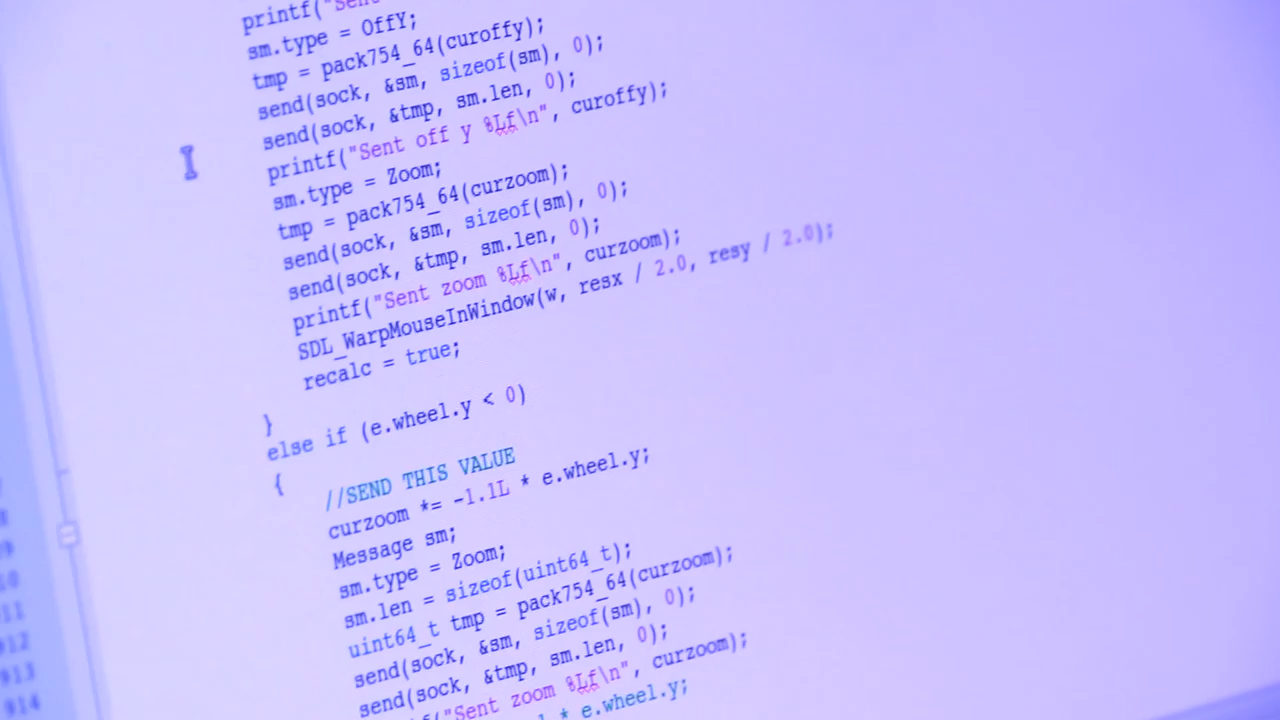 printf("Sent
sm.type = OffY;
tmp = pack754_64(curoffy);
send(sock, &sm, sizeof(sm), 0);
send(sock, &tmp, sm.len, 0);
printf("Sent off y %Lf\n", curoffy);
sm.type = Zoom;
tmp = pack754_64(curzoom);
send(sock, &sm, sizeof(sm), 0);
send(sock, &tmp, sm.len, 0);
printf("Sent zoom %Lf\n", curzoom);
SDL_WarpMouseInWindow(w, resx / 2.0, resy / 2.0);
recalc = true;
}
else if (e.wheel.y < 0)
{
//SEND THIS VALUE
curzoom *= -1.1L * e.wheel.y;
Message sm;
sm.type = Zoom;
sm.len = sizeof(uint64_t);
uint64_t tmp = pack754_64(curzoom);
send(sock, &sm, sizeof(sm), 0);
send(sock, &tmp, sm.len, 0);
"Sent zoom %Lf\n", curzoom);
* e.wheel.y;
912
913
914